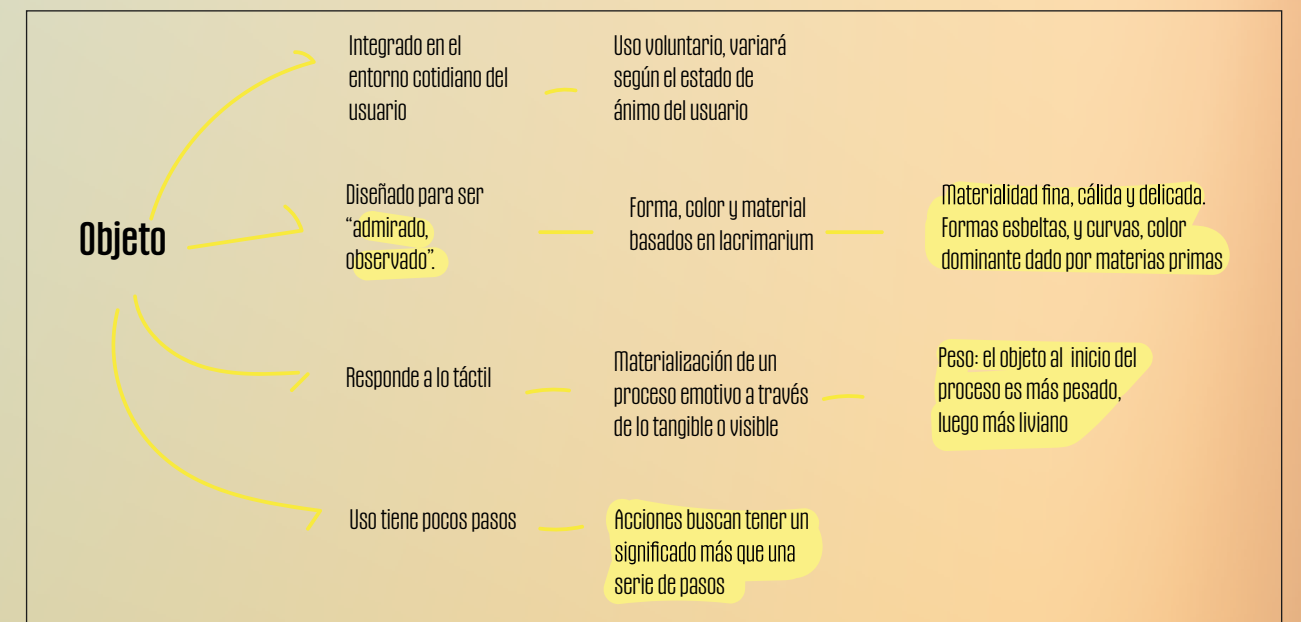 Objeto
Integrado en el
entorno cotidiano del
usuario
Uso voluntario, variará
según el estado de
ánimo del usuario
Diseñado para ser
“admirado,
observado”.
Forma, color y material
basados en lacrimarium
Materialidad fina, cálida y delicada.
Formas esbeltas, y curvas, color
dominante dado por materias primas
Responde a lo táctil
Materialización de un
proceso emotivo a través
de lo tangible o visible
Peso: el objeto al inicio del
proceso es más pesado,
luego más liviano
Uso tiene pocos pasos
Acciones buscan tener un
significado más que una
serie de pasos